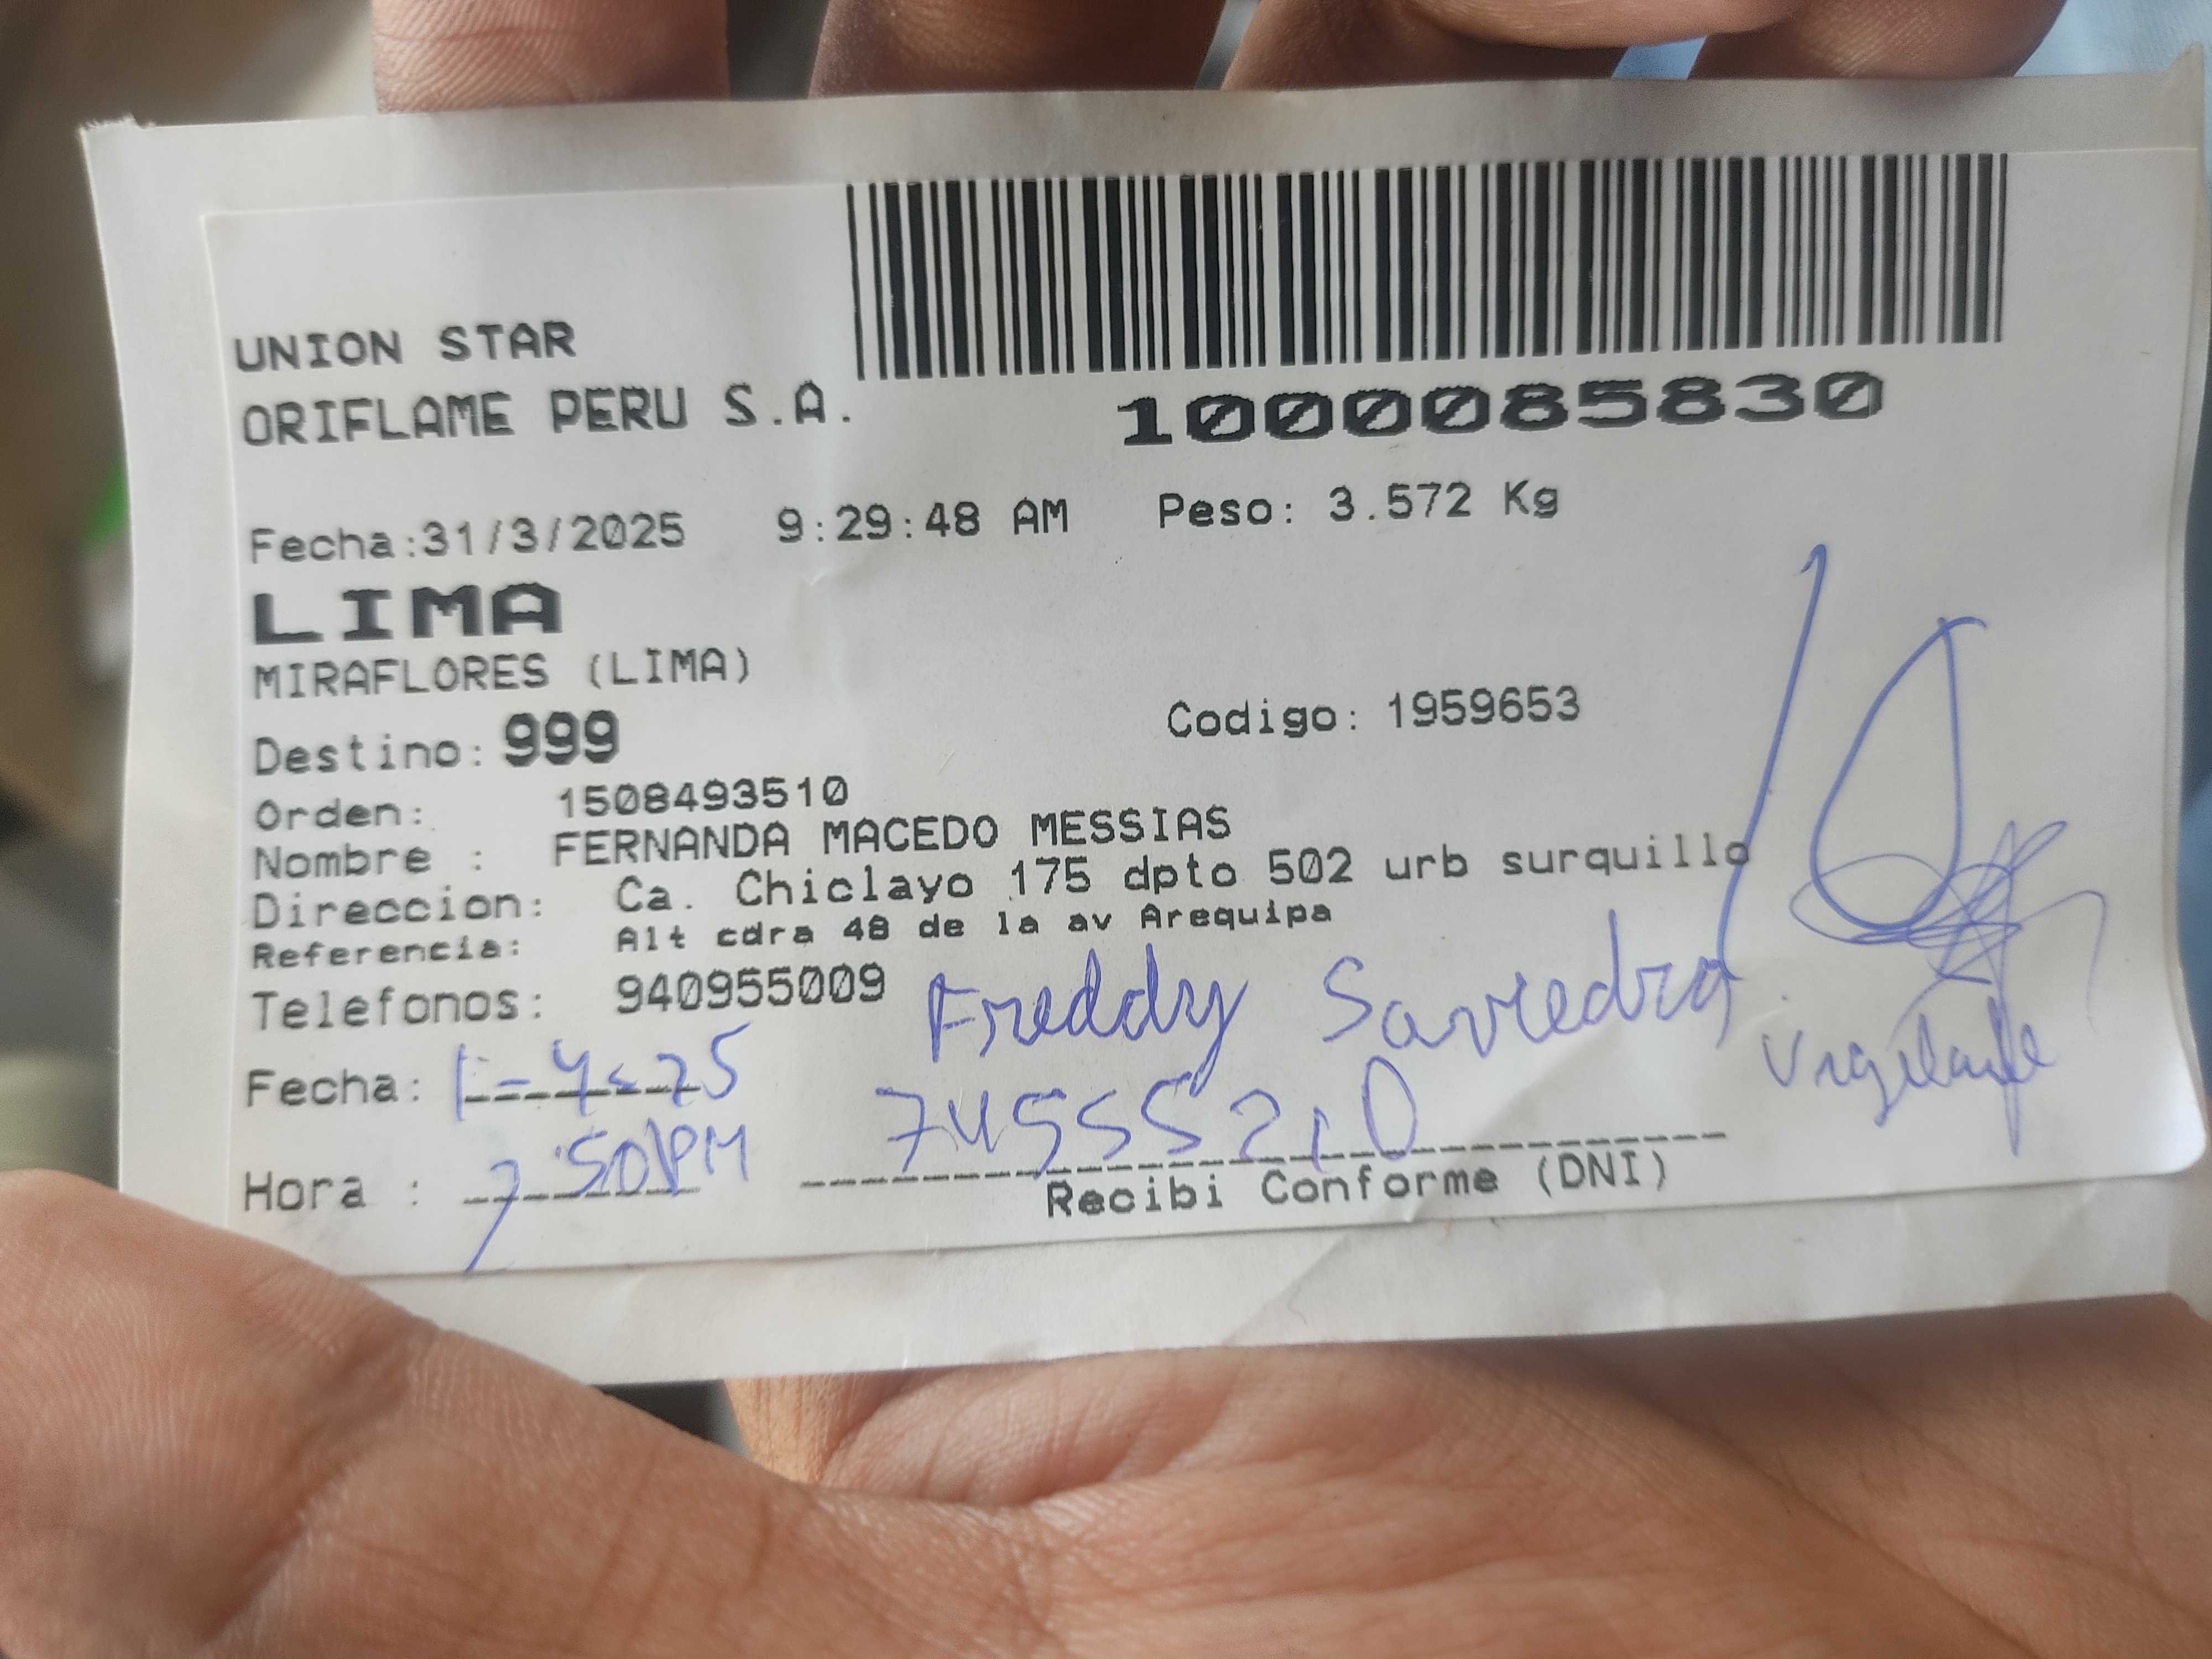 UNION STAR
ORIFLAME PERU S.A.
1000085830
Fecha:31/3/2025 9:29:48 AM Peso: 3.572 Kg
LIMA
MIRAFLORES (LIMA)
Destino: 999 Codigo: 1959653
Orden: 1508493510
Nombre : FERNANDA MACEDO MESSIAS
Direccion: Ca. Chiclayo 175 dpto 502 urb surquillo
Referencia: Alt cdra 48 de la av Arequipa
Telefonos: 940955009
Freddy Saavedra
Vigilante
Fecha: 1-4-25
Hora : 7:50 PM
Recibi Conforme (DNI)